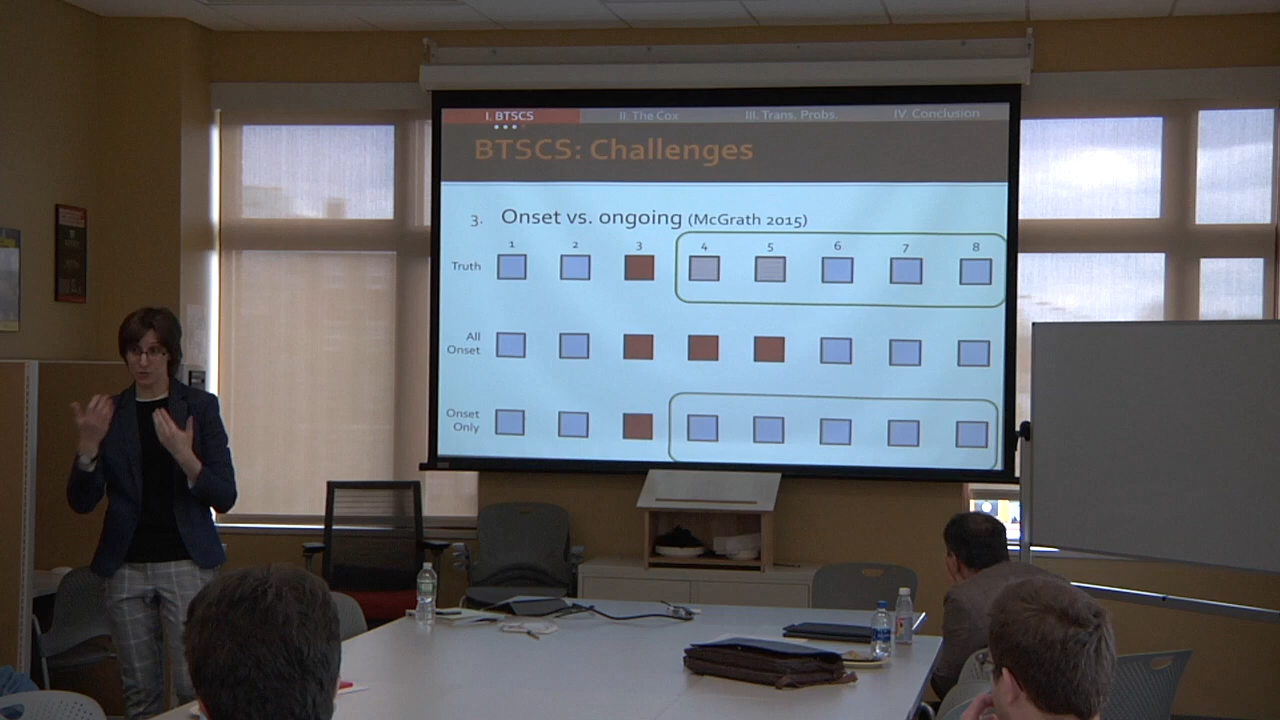 I. BTSCS II. The Cox III. Trans. Probs. IV. Conclusion
BTSCS: Challenges
3. Onset vs. ongoing (McGrath 2015)
1 2 3 4 5 6 7 8
Truth
All
Onset
Onset
Only